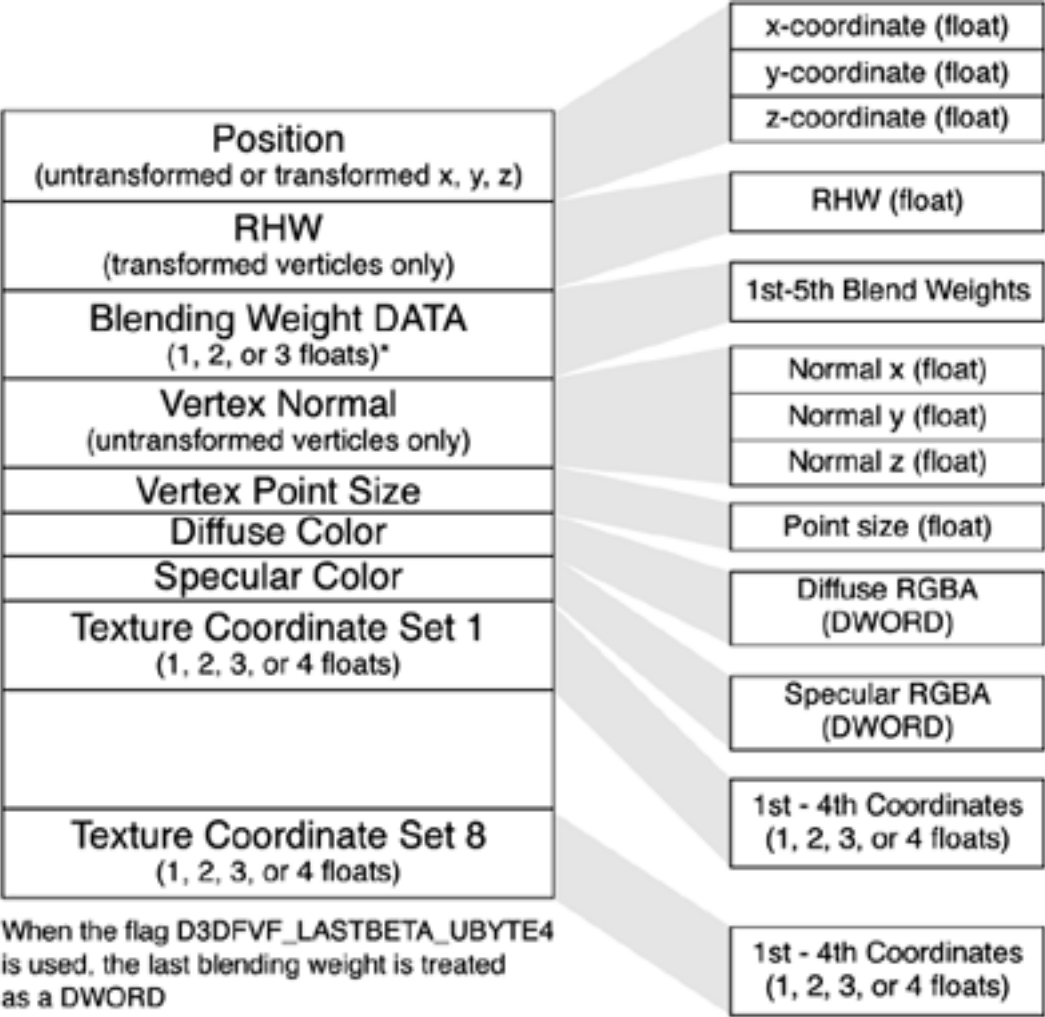 Position
(untransformed or transformed x, y, z)
RHW
(transformed verticles only)
Blending Weight DATA
(1, 2, or 3 floats)*
Vertex Normal
(untransformed verticles only)
Vertex Point Size
Diffuse Color
Specular Color
Texture Coordinate Set 1
(1, 2, 3, or 4 floats)
Texture Coordinate Set 8
(1, 2, 3, or 4 floats)
When the flag D3DFVF_LASTBETA_UBYTE4
is used, the last blending weight is treated
as a DWORD
x-coordinate (float)
y-coordinate (float)
z-coordinate (float)
RHW (float)
1st-5th Blend Weights
Normal x (float)
Normal y (float)
Normal z (float)
Point size (float)
Diffuse RGBA
(DWORD)
Specular RGBA
(DWORD)
1st - 4th Coordinates
(1, 2, 3, or 4 floats)
1st - 4th Coordinates
(1, 2, 3, or 4 floats)